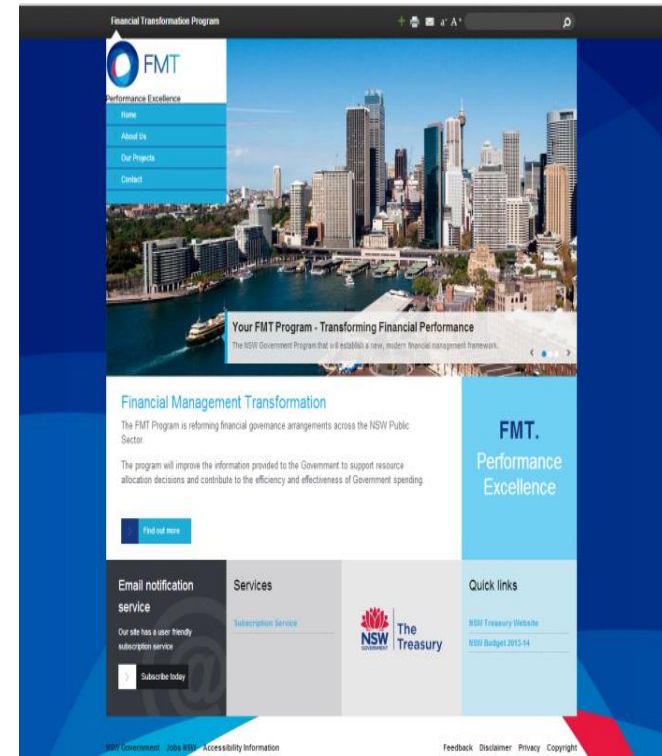 Financial Transformation Program
a- A+
FMT
Performance Excellence
Home
About Us
Our Projects
Contact
Your FMT Program - Transforming Financial Performance
The NSW Government Program that will establish a new, modern financial management framework.
Financial Management Transformation
The FMT Program is reforming financial governance arrangements across the NSW Public
Sector.
The program will improve the information provided to the Government to support resource
allocation decisions and contribute to the efficiency and effectiveness of Government spending.
Find out more
FMT.
Performance
Excellence
Email notification
service
Our site has a user friendly
subscription service
Subscribe today
Services
Subscription Service
NSW
GOVERNMENT
The
Treasury
Quick links
NSW Treasury Website
NSW Budget 2013-14
NSW Government Jobs NSW Accessibility Information
Feedback Disclaimer Privacy Copyright